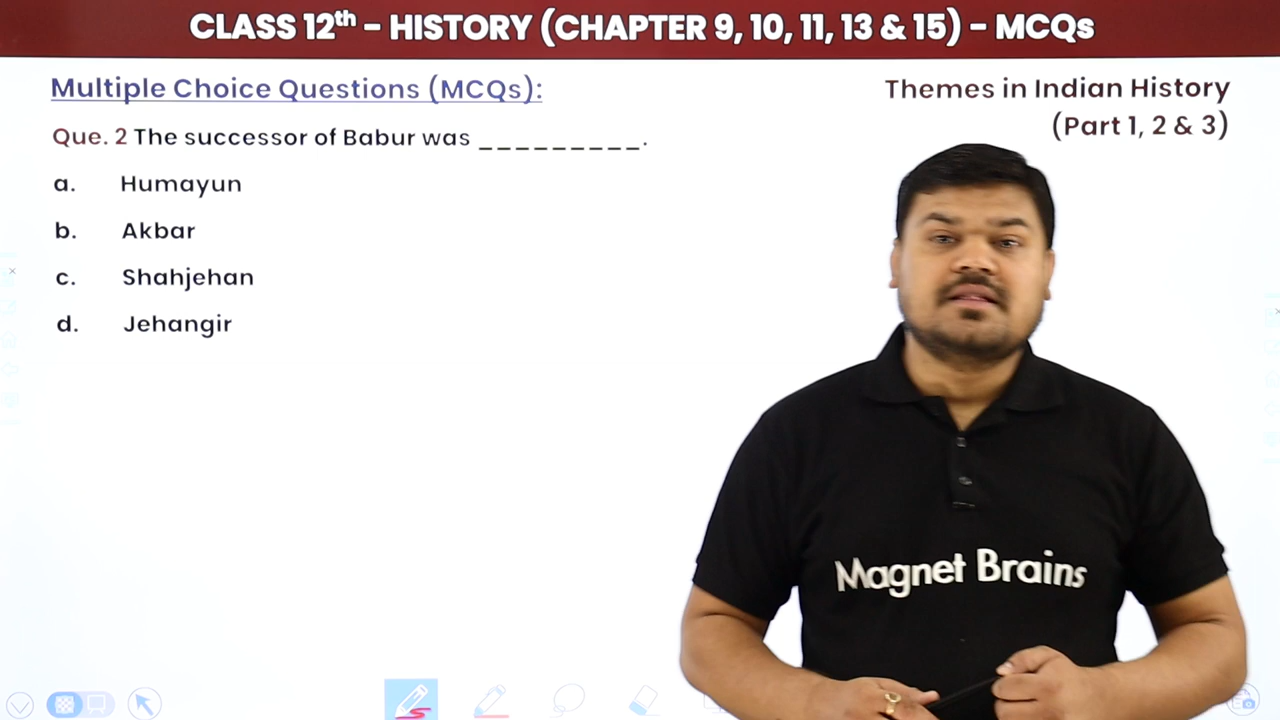 CLASS 12th - HISTORY (CHAPTER 9, 10, 11, 13 & 15) - MCQs
Multiple Choice Questions (MCQs):
Themes in Indian History
(Part 1, 2 & 3)
Que. 2 The successor of Babur was _________.
a. Humayun
b. Akbar
c. Shahjehan
d. Jehangir
Magnet Brains